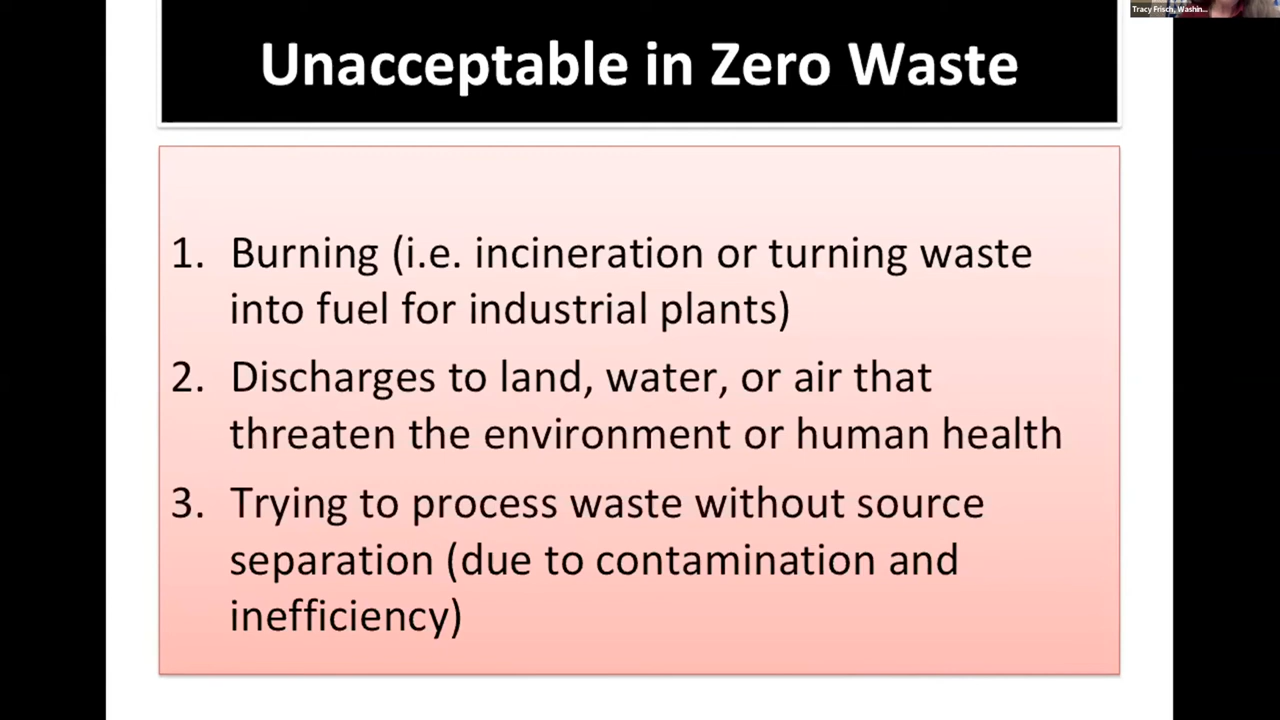 Tracy Frisch, Washin...
Unacceptable in Zero Waste
1. Burning (i.e. incineration or turning waste
into fuel for industrial plants)
2. Discharges to land, water, or air that
threaten the environment or human health
3. Trying to process waste without source
separation (due to contamination and
inefficiency)